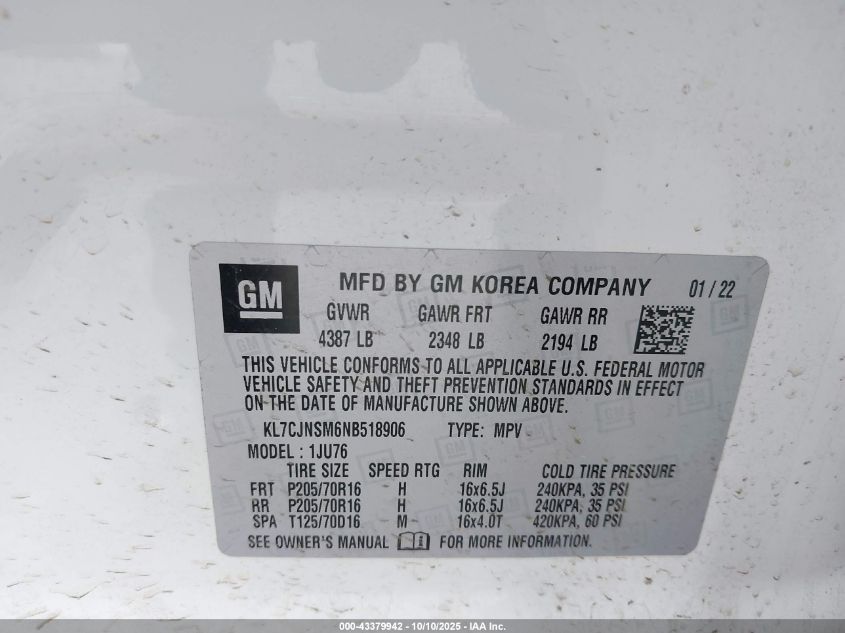 GM MFD BY GM KOREA COMPANY 01/22
GVWR GAWR FRT GAWR RR
4387 LB 2348 LB 2194 LB
THIS VEHICLE CONFORMS TO ALL APPLICABLE U.S. FEDERAL MOTOR
VEHICLE SAFETY AND THEFT PREVENTION STANDARDS IN EFFECT
ON THE DATE OF MANUFACTURE SHOWN ABOVE.
KL7CJNSM6NB518906 TYPE: MPV
MODEL : 1JU76
TIRE SIZE SPEED RTG RIM COLD TIRE PRESSURE
FRT P205/70R16 H 16x6.5J 240KPA, 35 PSI
RR P205/70R16 H 16x6.5J 240KPA, 35 PSI
SPA T125/70D16 M 16x4.0T 420KPA, 60 PSI
SEE OWNER'S MANUAL FOR MORE INFORMATION.
000-43379942 - 10/10/2025 - IAA Inc.